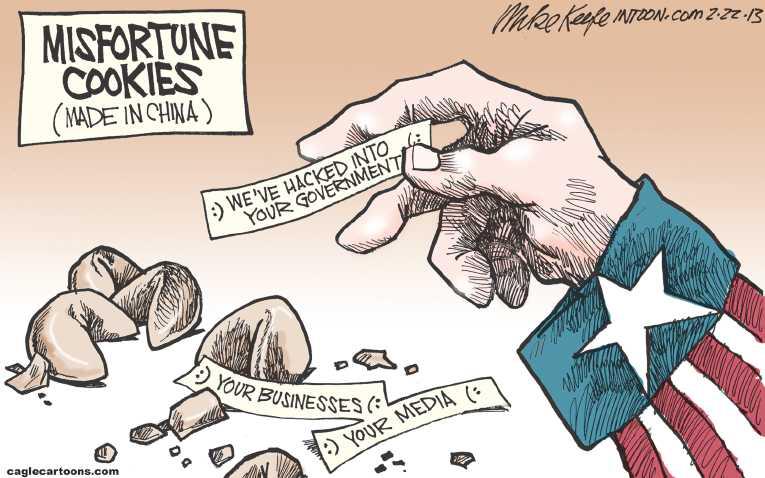 MISFORTUNE
COOKIES
(MADE IN CHINA)
Mike Keefe INTOON.COM 2-22-13
:) WE'VE HACKED INTO (:
YOUR GOVERNMENT
:) YOUR BUSINESSES (:
:) YOUR MEDIA (:
caglecartoons.com